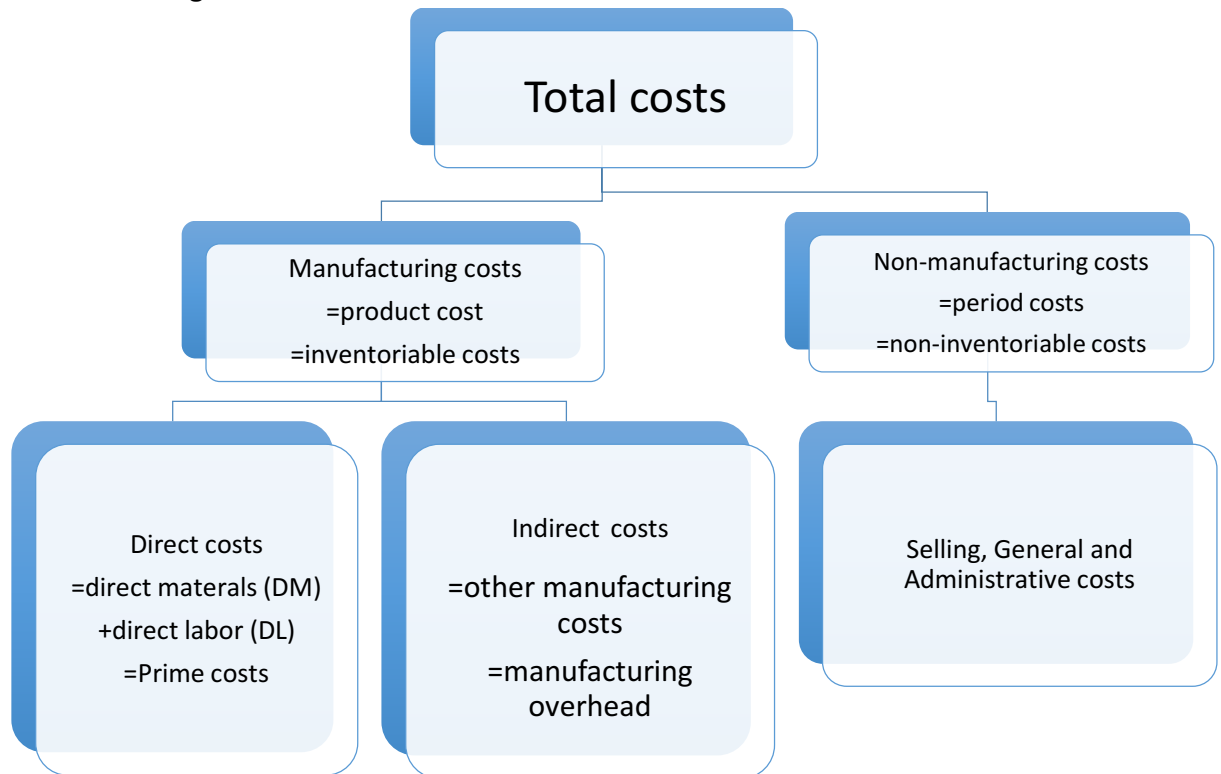 Total costs
Manufacturing costs
=product cost
=inventoriable costs
Non-manufacturing costs
=period costs
=non-inventoriable costs
Direct costs
=direct materals (DM)
+direct labor (DL)
=Prime costs
Indirect costs
=other manufacturing
costs
=manufacturing
overhead
Selling, General and
Administrative costs